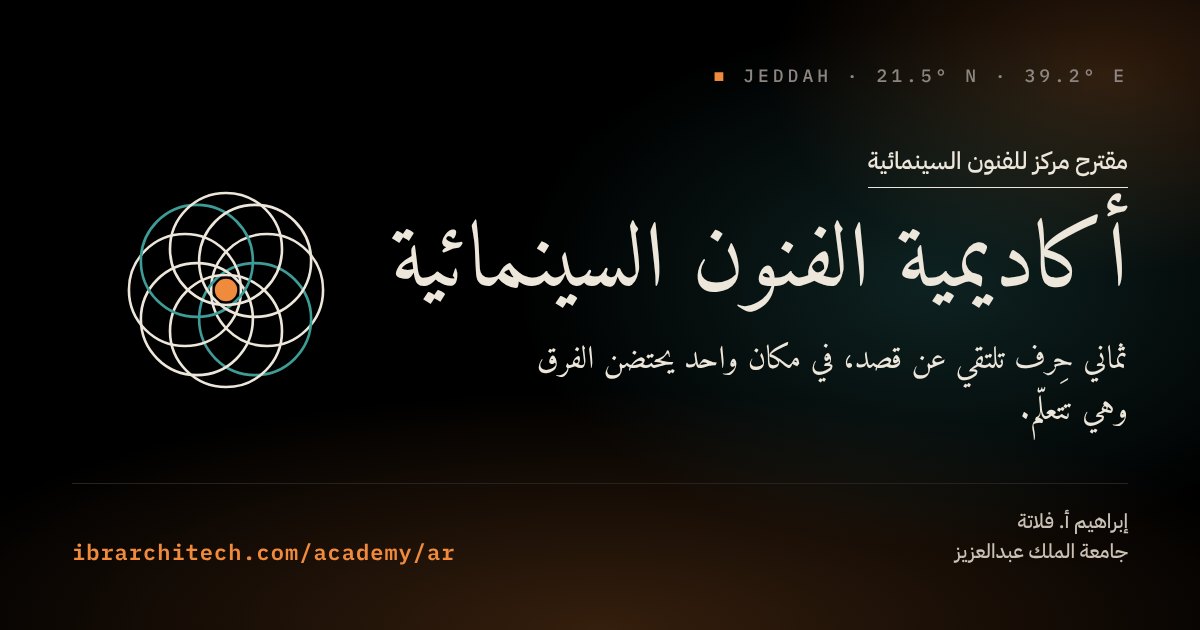 JEDDAH · 21.5° N · 39.2° E
مقترح مركز للفنون السينمائية
أكاديمية الفنون السينمائية
ثماني حِرف تلتقي عن قصد، في مكان واحد يحتضن الفرق
وهي تتعلّم.
إبراهيم أ. فلاتة
جامعة الملك عبدالعزيز
ibrarchitech.com/academy/ar